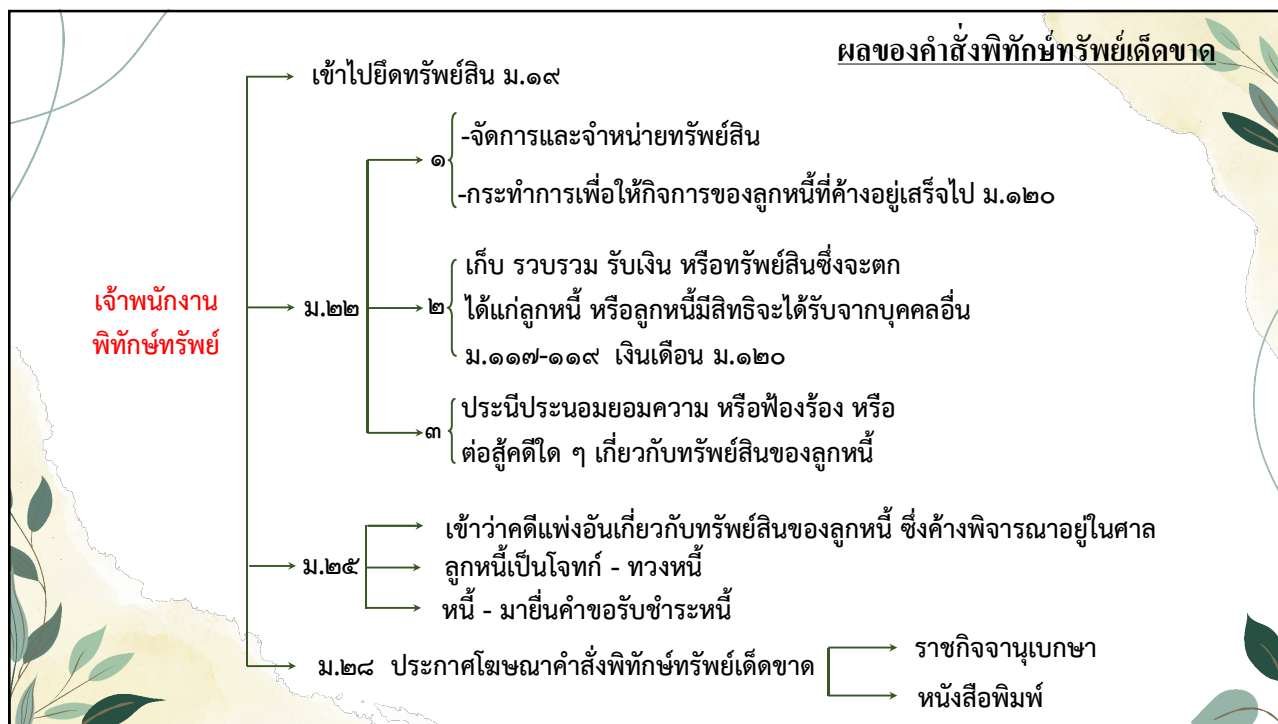 ผลของคำสั่งพิทักษ์ทรัพย์เด็ดขาด
เข้าไปยึดทรัพย์สิน ม.๑๙
-จัดการและจำหน่ายทรัพย์สิน
๑
-กระทำการเพื่อให้กิจการของลูกหนี้ที่ค้างอยู่เสร็จไป ม.๑๒๐
เจ้าพนักงาน
พิทักษ์ทรัพย์
ม.๒๒
๒
เก็บ รวบรวม รับเงิน หรือทรัพย์สินซึ่งจะตก
ได้แก่ลูกหนี้ หรือลูกหนี้มีสิทธิจะได้รับจากบุคคลอื่น
ม.๑๑๗-๑๑๙ เงินเดือน ม.๑๒๐
๓
ประนีประนอมยอมความ หรือฟ้องร้อง หรือ
ต่อสู้คดีใด ๆ เกี่ยวกับทรัพย์สินของลูกหนี้
ม.๒๕
เข้าว่าคดีแพ่งอันเกี่ยวกับทรัพย์สินของลูกหนี้ ซึ่งค้างพิจารณาอยู่ในศาล
ลูกหนี้เป็นโจทก์ - ทวงหนี้
หนี้ - มายื่นคำขอรับชำระหนี้
ม.๒๘ ประกาศโฆษณาคำสั่งพิทักษ์ทรัพย์เด็ดขาด
ราชกิจจานุเบกษา
หนังสือพิมพ์